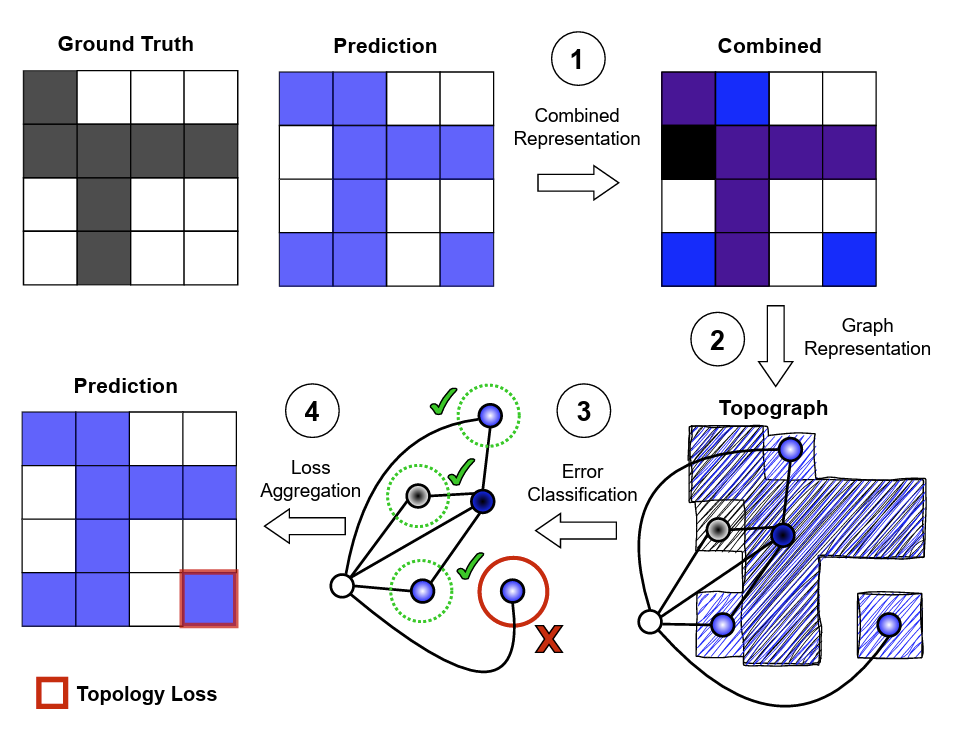 Ground Truth
Prediction
1
Combined
Representation
Combined
2
Graph
Representation
Topograph
3
Error
Classification
X
4
Loss
Aggregation
Prediction
Topology Loss